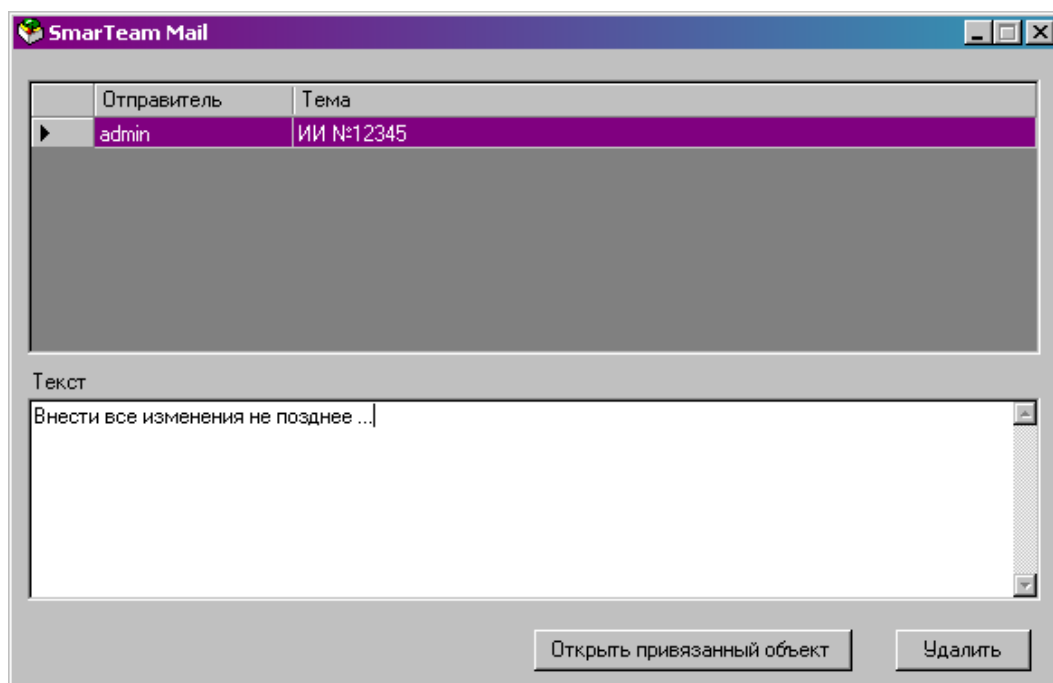 SmarTeam Mail
Отправитель Тема
admin ИИ №12345
Текст
Внести все изменения не позднее ...
Открыть привязанный объект Удалить